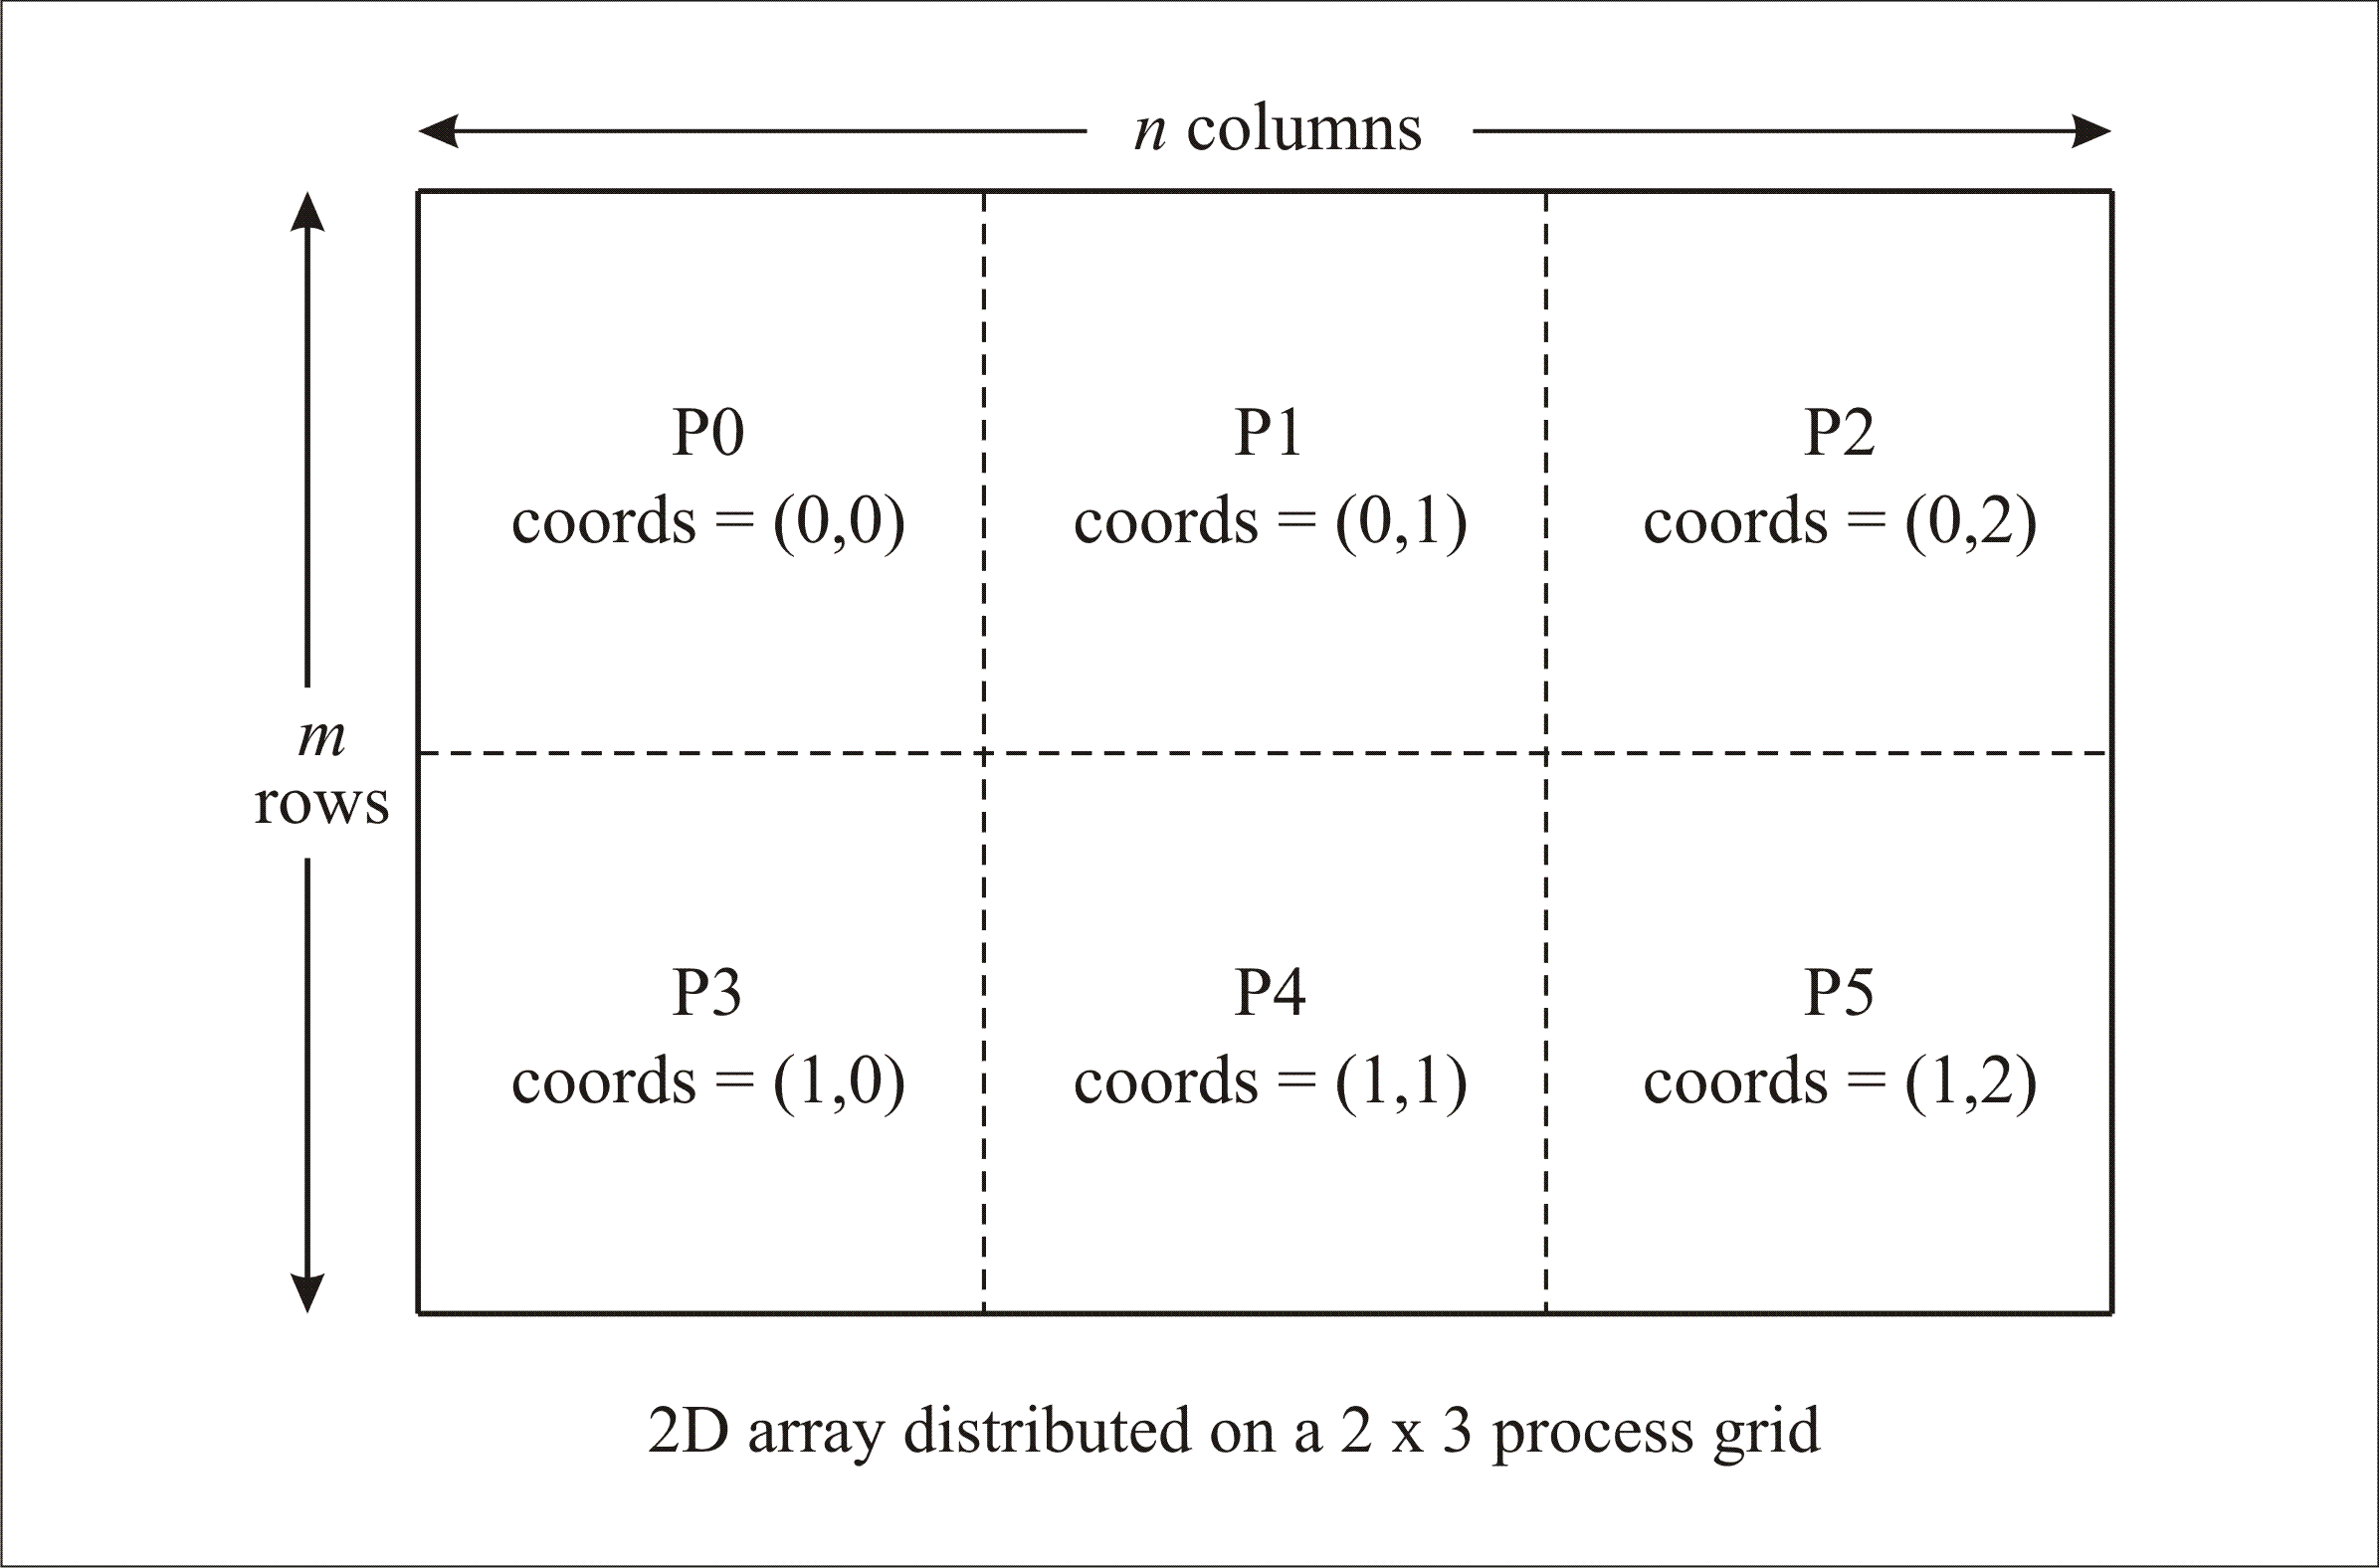 n columns
m
rows
P0
coords = (0,0)
P1
coords = (0,1)
P2
coords = (0,2)
P3
coords = (1,0)
P4
coords = (1,1)
P5
coords = (1,2)
2D array distributed on a 2 x 3 process grid